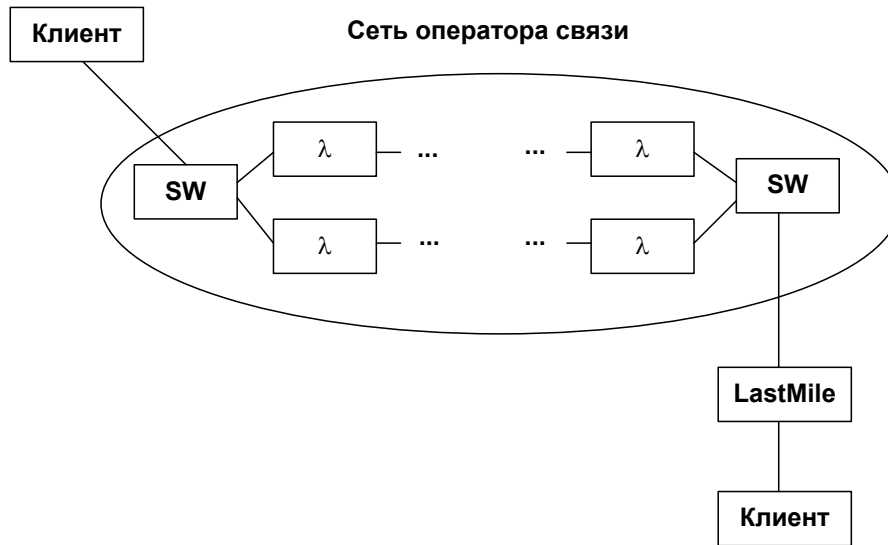 Клиент
Сеть оператора связи
λ ... ... λ
SW SW
λ ... ... λ
LastMile
Клиент